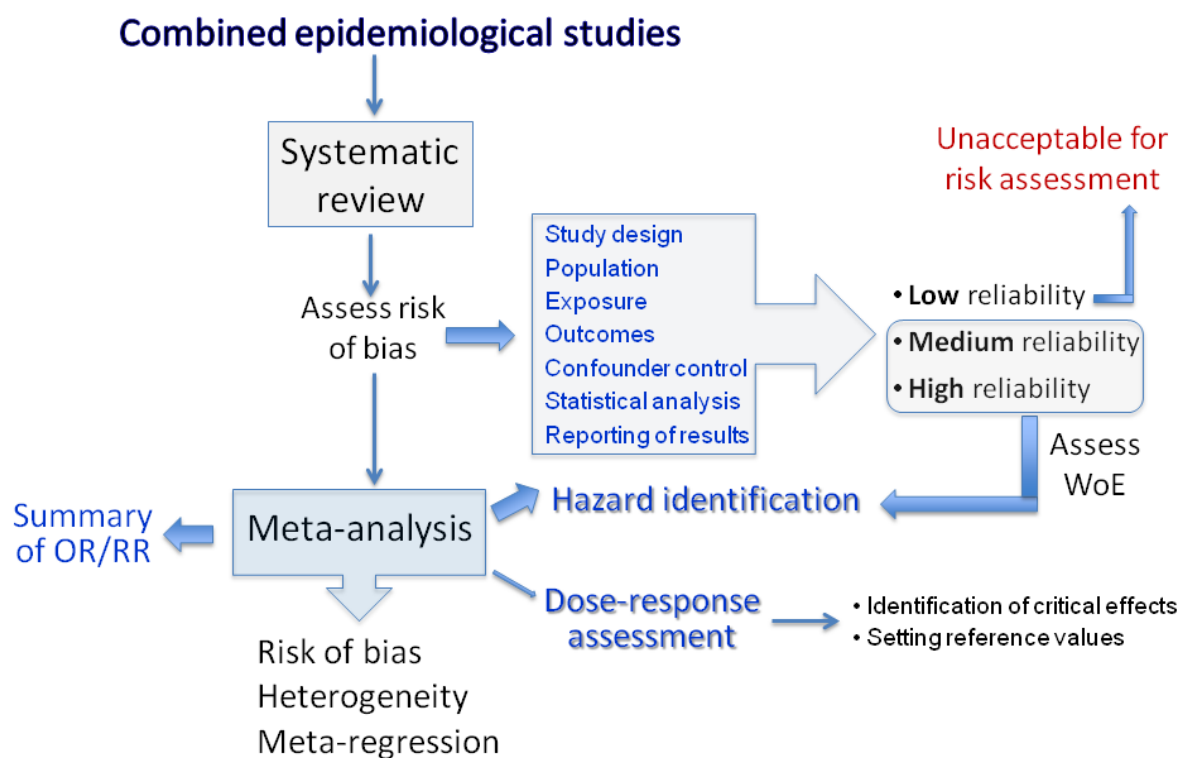 Combined epidemiological studies
Systematic
review
Unacceptable for
risk assessment
Assess risk
of bias
Study design
Population
Exposure
Outcomes
Confounder control
Statistical analysis
Reporting of results
• Low reliability
• Medium reliability
• High reliability
Assess
WoE
Hazard identification
Meta-analysis
Summary
of OR/RR
Dose-response
assessment
• Identification of critical effects
• Setting reference values
Risk of bias
Heterogeneity
Meta-regression